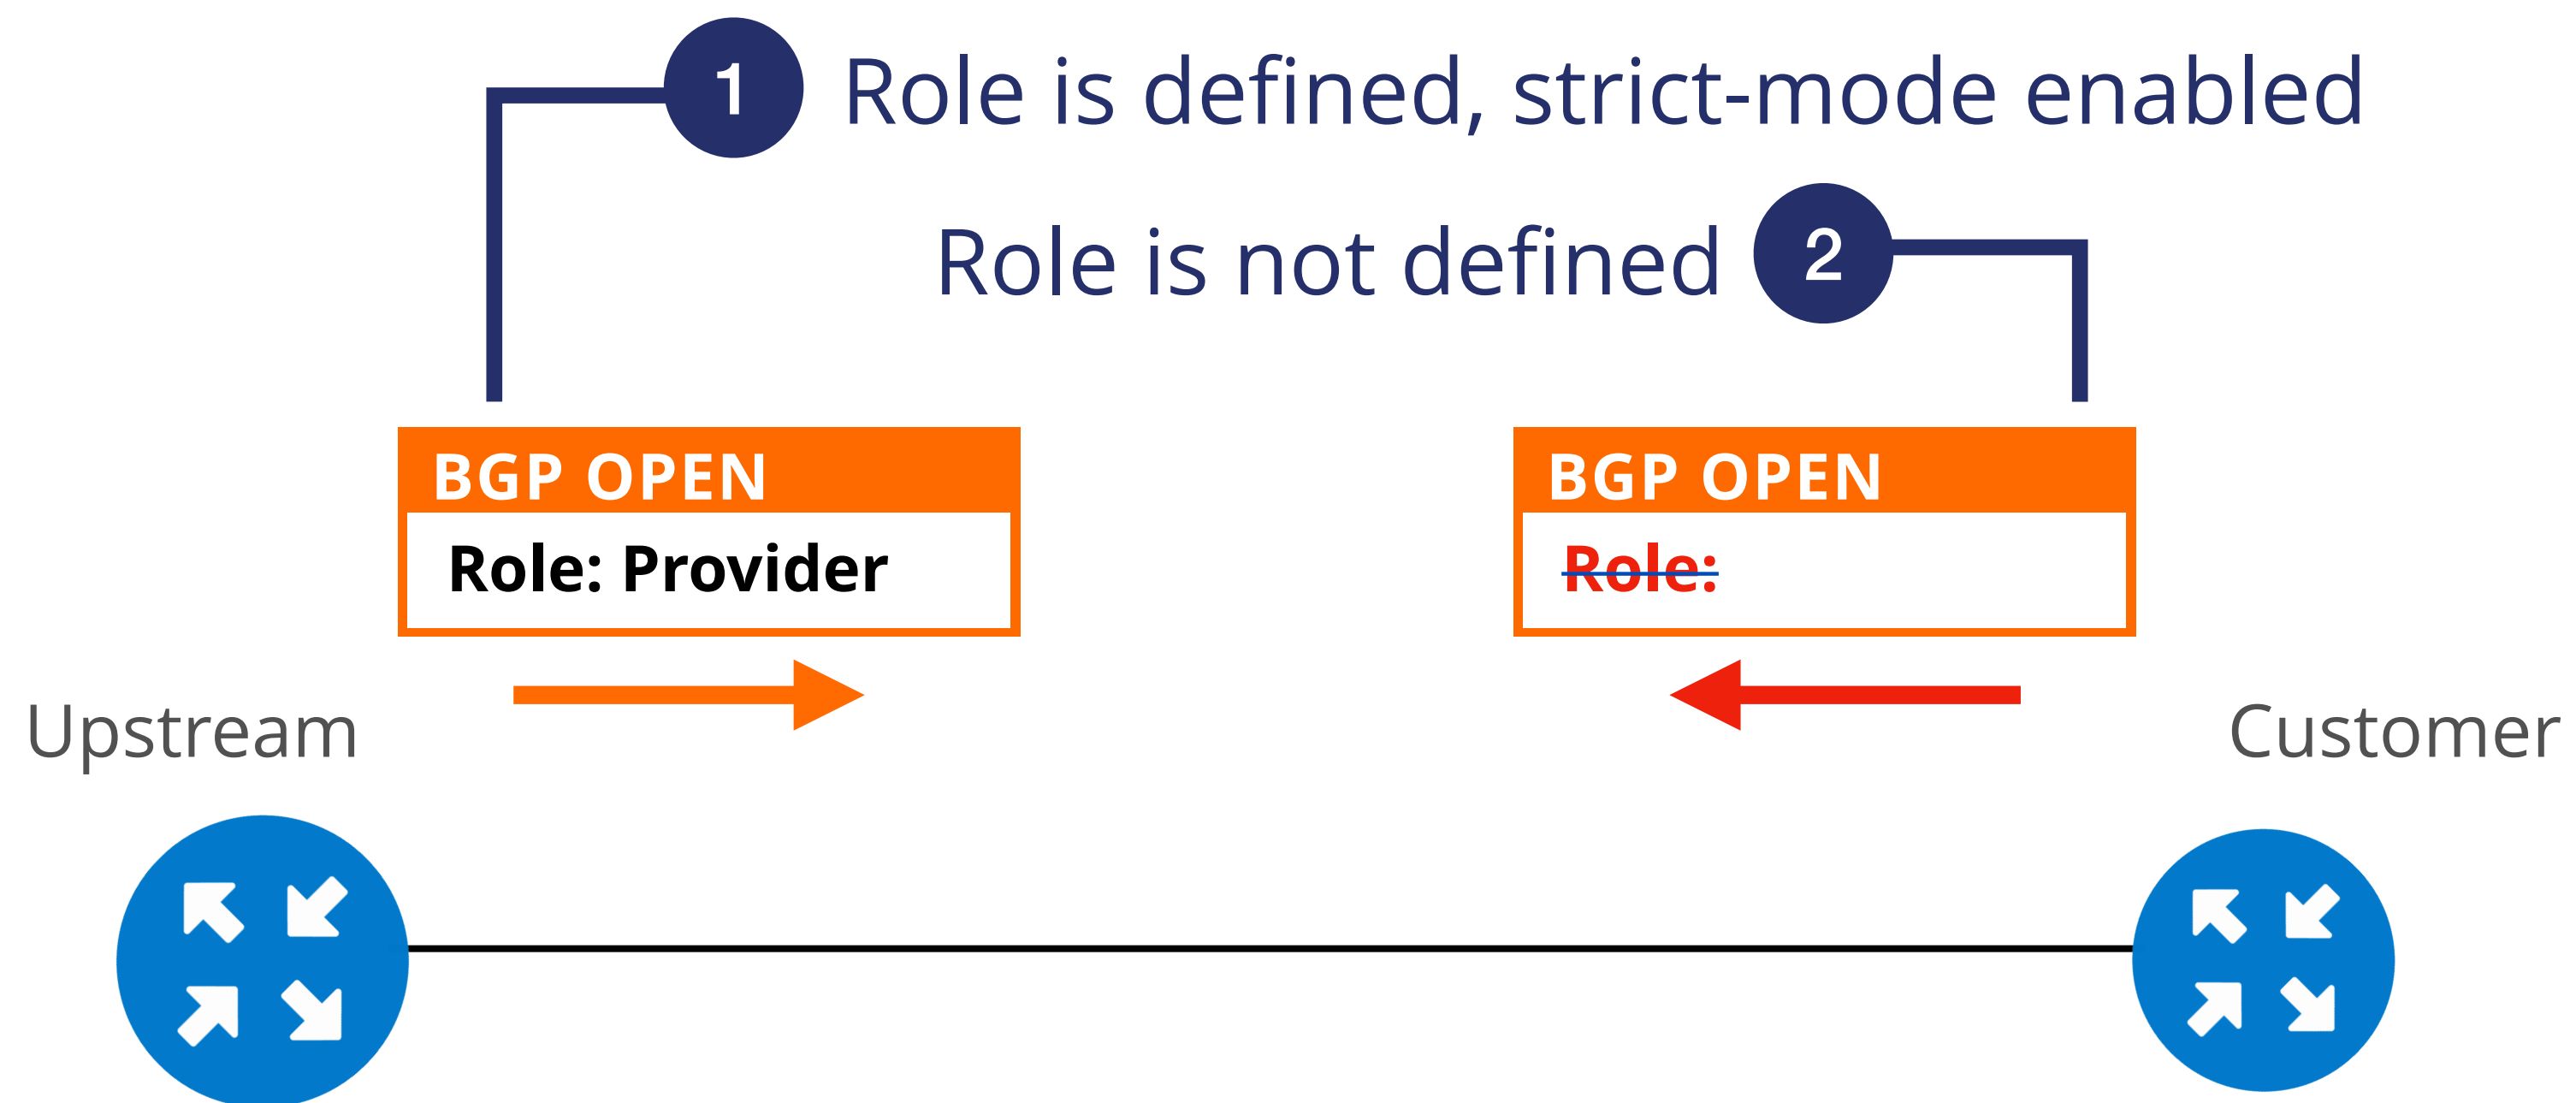 1 Role is defined, strict-mode enabled
Role is not defined 2
BGP OPEN
Role: Provider
BGP OPEN
Role:
Upstream
Customer